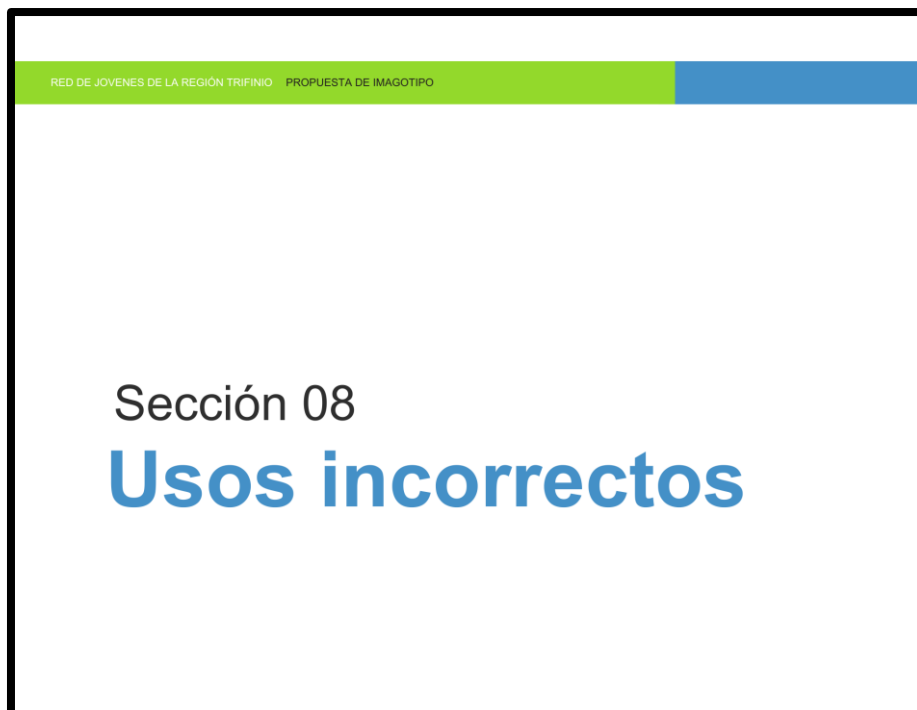 RED DE JOVENES DE LA REGIÓN TRIFINIO PROPUESTA DE IMAGOTIPO
Sección 08
Usos incorrectos